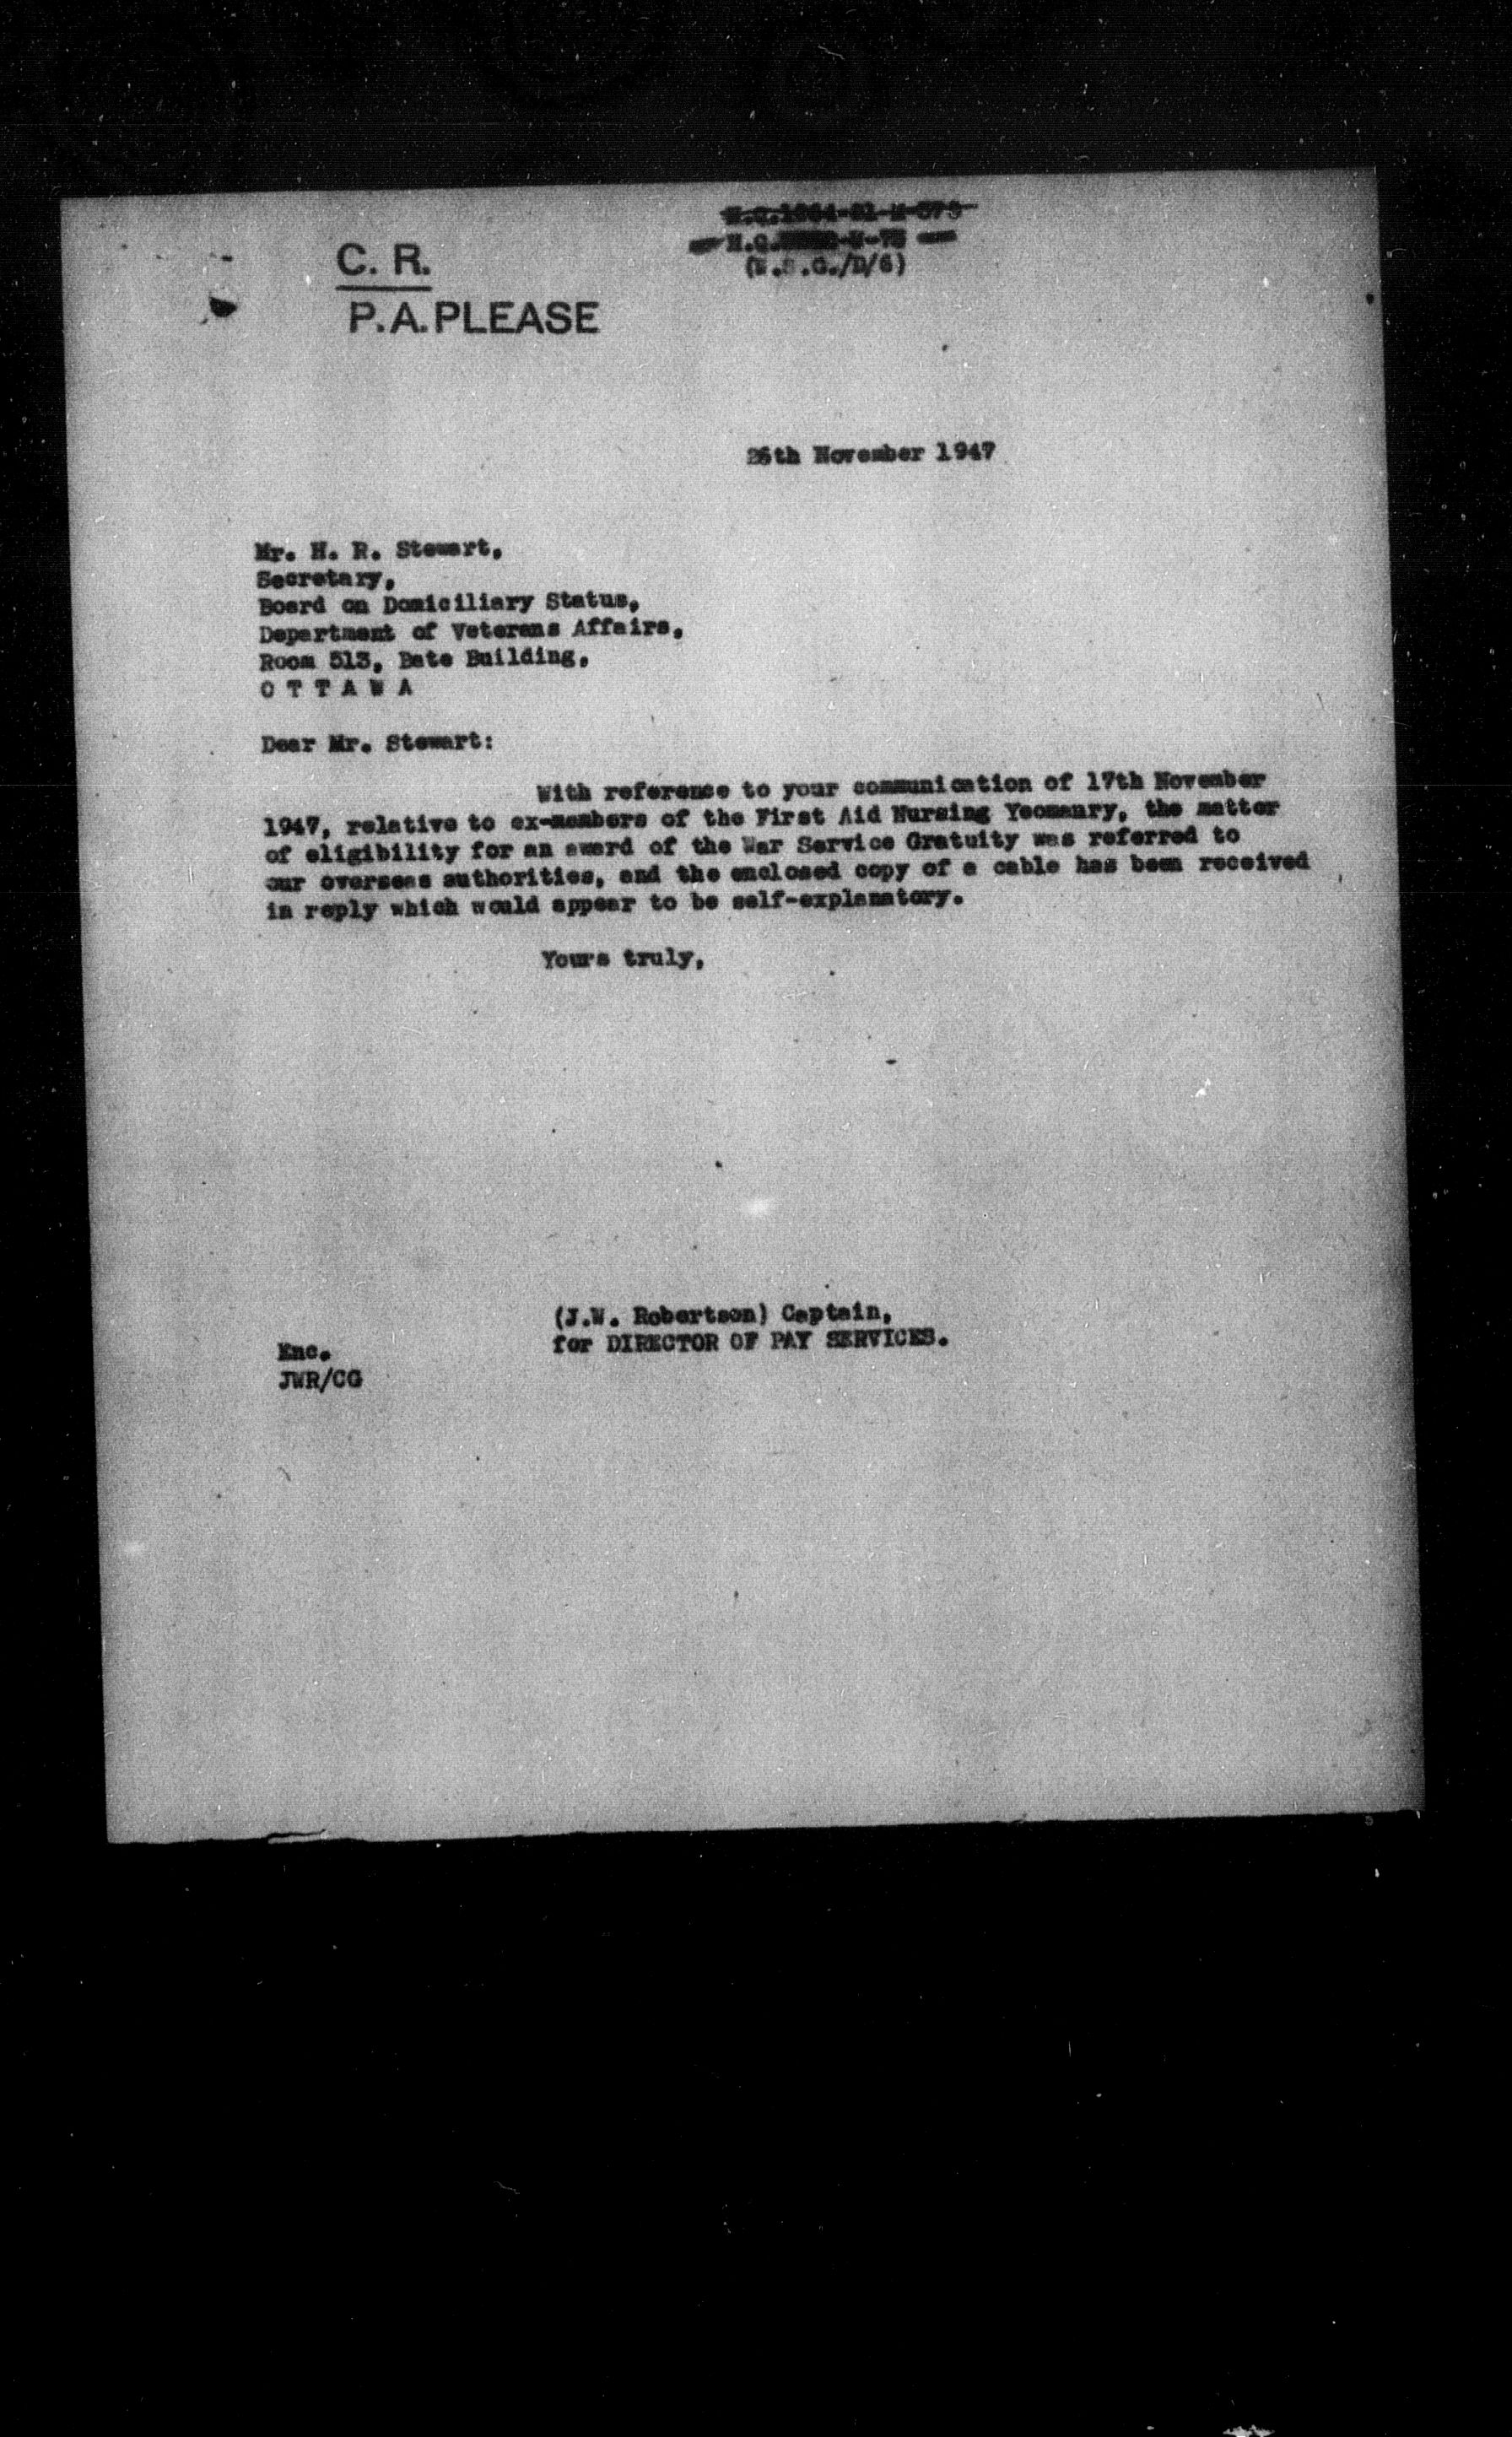 C. R.
P.A. PLEASE
(W.S.G./D/6)
26th November 1947
Mr. H. R. Stewart,
Secretary,
Board on Domiciliary Status,
Department of Veterans Affairs,
Room 513, Bate Building,
O T T A W A
Dear Mr. Stewart:
With reference to your communication of 17th November
1947, relative to ex-members of the First Aid Nursing Yeomanry, the matter
of eligibility for an award of the War Service Gratuity was referred to
our overseas authorities, and the enclosed copy of a cable has been received
in reply which would appear to be self-explanatory.
Yours truly,
(J.W. Robertson) Captain,
for DIRECTOR OF PAY SERVICES.
Enc.
JWR/CG